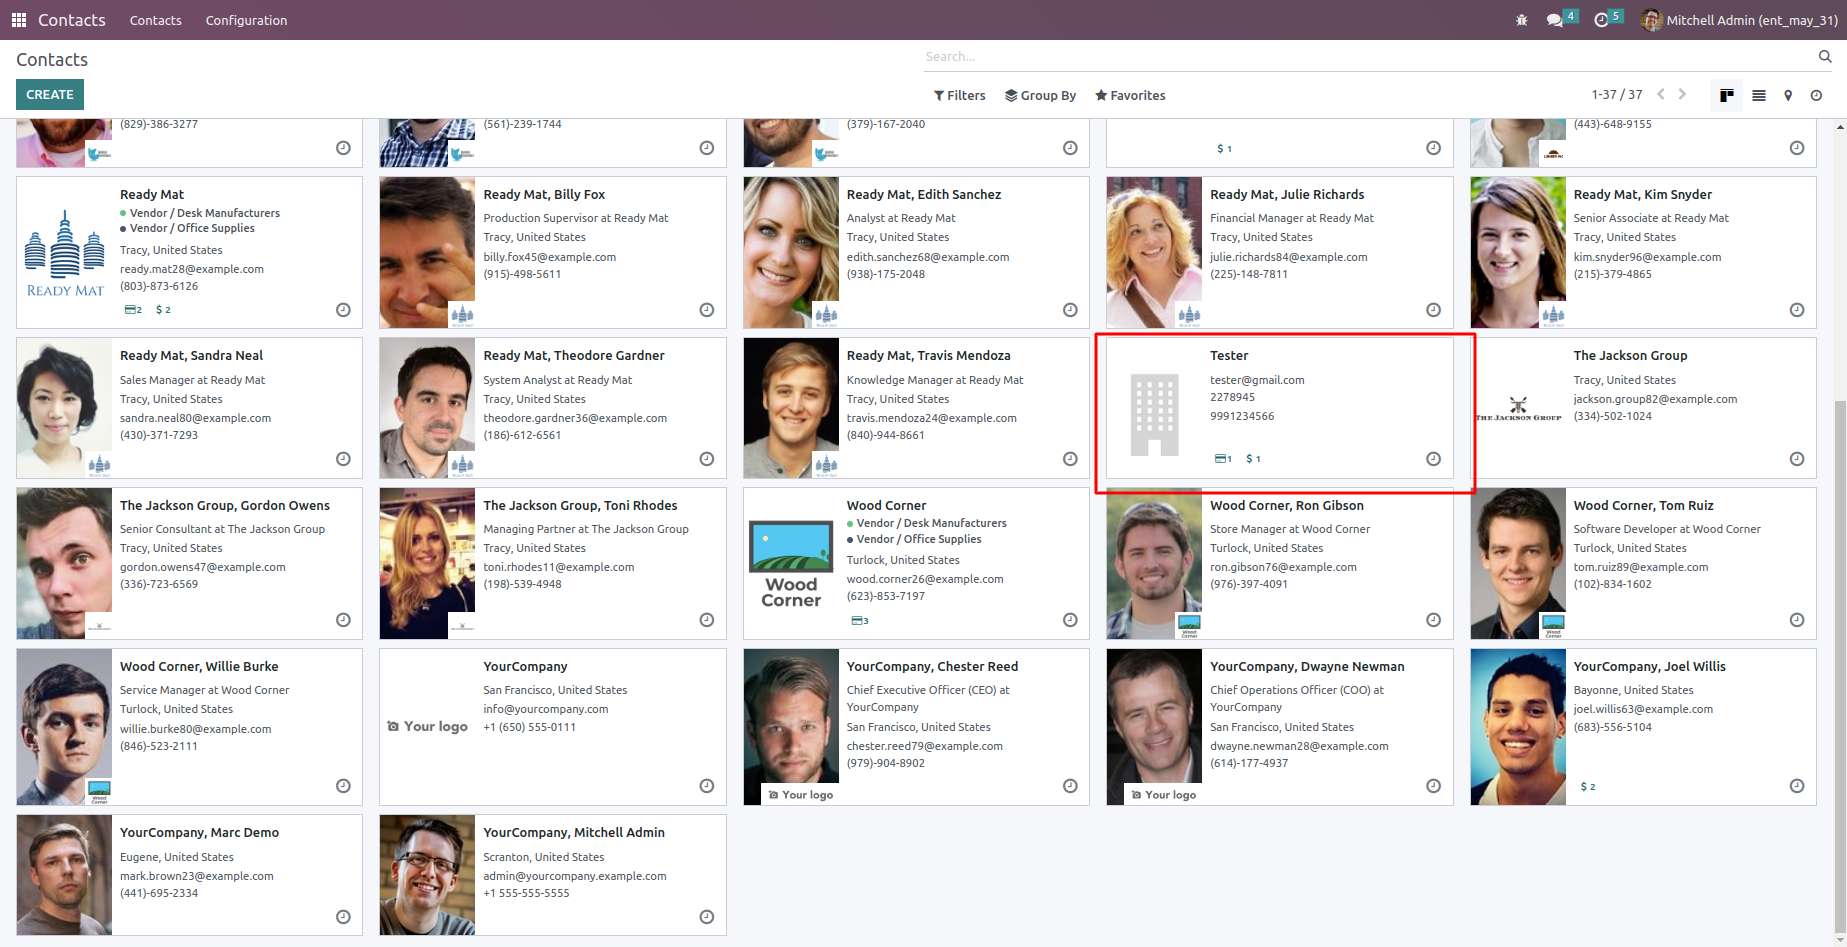 Contacts Contacts Configuration 4 5 Mitchell Admin (ent_may_31)
Contacts Search...
CREATE Filters Group By Favorites 1-37 / 37
(829)-386-3277
(561)-239-1744
(379)-167-2040
$ 1
(443)-648-9155
LUMBER INC
Ready Mat
Vendor / Desk Manufacturers
Vendor / Office Supplies
Tracy, United States
ready.mat28@example.com
(803)-873-6126
2 $ 2
READY MAT
Ready Mat, Billy Fox
Production Supervisor at Ready Mat
Tracy, United States
billy.fox45@example.com
(915)-498-5611
Ready Mat, Edith Sanchez
Analyst at Ready Mat
Tracy, United States
edith.sanchez68@example.com
(938)-175-2048
Ready Mat, Julie Richards
Financial Manager at Ready Mat
Tracy, United States
julie.richards84@example.com
(225)-148-7811
Ready Mat, Kim Snyder
Senior Associate at Ready Mat
Tracy, United States
kim.snyder96@example.com
(215)-379-4865
Ready Mat, Sandra Neal
Sales Manager at Ready Mat
Tracy, United States
sandra.neal80@example.com
(430)-371-7293
Ready Mat, Theodore Gardner
System Analyst at Ready Mat
Tracy, United States
theodore.gardner36@example.com
(186)-612-6561
Ready Mat, Travis Mendoza
Knowledge Manager at Ready Mat
Tracy, United States
travis.mendoza24@example.com
(840)-944-8661
Tester
tester@gmail.com
2278945
9991234566
1 $ 1
The Jackson Group
Tracy, United States
jackson.group82@example.com
(334)-502-1024
THE JACKSON GROUP
The Jackson Group, Gordon Owens
Senior Consultant at The Jackson Group
Tracy, United States
gordon.owens47@example.com
(336)-723-6569
The Jackson Group, Toni Rhodes
Managing Partner at The Jackson Group
Tracy, United States
toni.rhodes11@example.com
(198)-539-4948
Wood Corner
Vendor / Desk Manufacturers
Vendor / Office Supplies
Turlock, United States
wood.corner26@example.com
(623)-853-7197
3
Wood
Corner
Wood Corner, Ron Gibson
Store Manager at Wood Corner
Turlock, United States
ron.gibson76@example.com
(976)-397-4091
Wood
Corner
Wood Corner, Tom Ruiz
Software Developer at Wood Corner
Turlock, United States
tom.ruiz89@example.com
(102)-834-1602
Wood
Corner
Wood Corner, Willie Burke
Service Manager at Wood Corner
Turlock, United States
willie.burke80@example.com
(846)-523-2111
Wood
Corner
YourCompany
San Francisco, United States
info@yourcompany.com
+1 (650) 555-0111
Your logo
YourCompany, Chester Reed
Chief Executive Officer (CEO) at
YourCompany
San Francisco, United States
chester.reed79@example.com
(979)-904-8902
Your logo
YourCompany, Dwayne Newman
Chief Operations Officer (COO) at
YourCompany
San Francisco, United States
dwayne.newman28@example.com
(614)-177-4937
Your logo
YourCompany, Joel Willis
Bayonne, United States
joel.willis63@example.com
(683)-556-5104
$ 2
YourCompany, Marc Demo
Eugene, United States
mark.brown23@example.com
(441)-695-2334
YourCompany, Mitchell Admin
Scranton, United States
admin@yourcompany.example.com
+1 555-555-5555